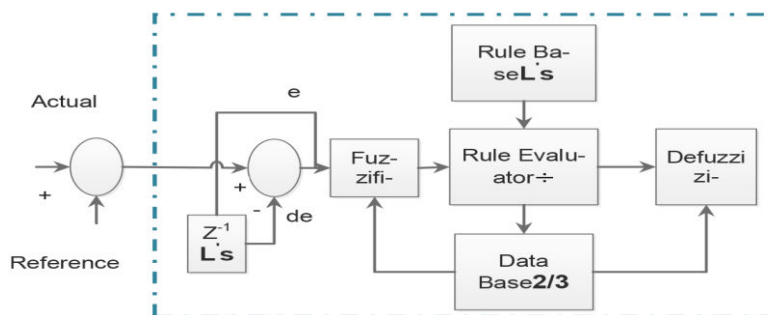 Rule Ba-
seL's
e
Actual
Fuz-
zifi-
Rule Evalu-
ator÷
Defuzzi
zi-
+
+
-
de
Z-1
L's
Reference
Data
Base2/3